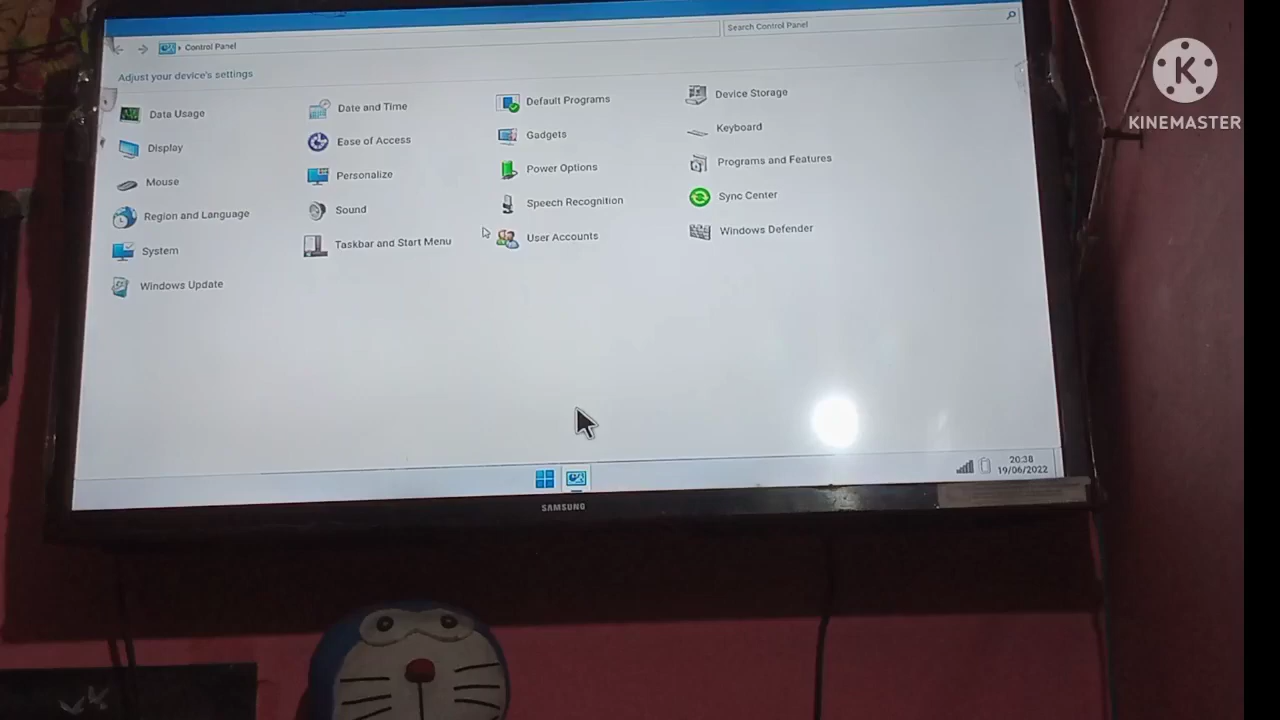 Control Panel
Search Control Panel
KINEMASTER
Adjust your device's settings
Data Usage
Date and Time
Default Programs
Device Storage
Display
Ease of Access
Gadgets
Keyboard
Mouse
Personalize
Power Options
Programs and Features
Region and Language
Sound
Speech Recognition
Sync Center
System
Taskbar and Start Menu
User Accounts
Windows Defender
Windows Update
20:38
19/06/2022
SAMSUNG